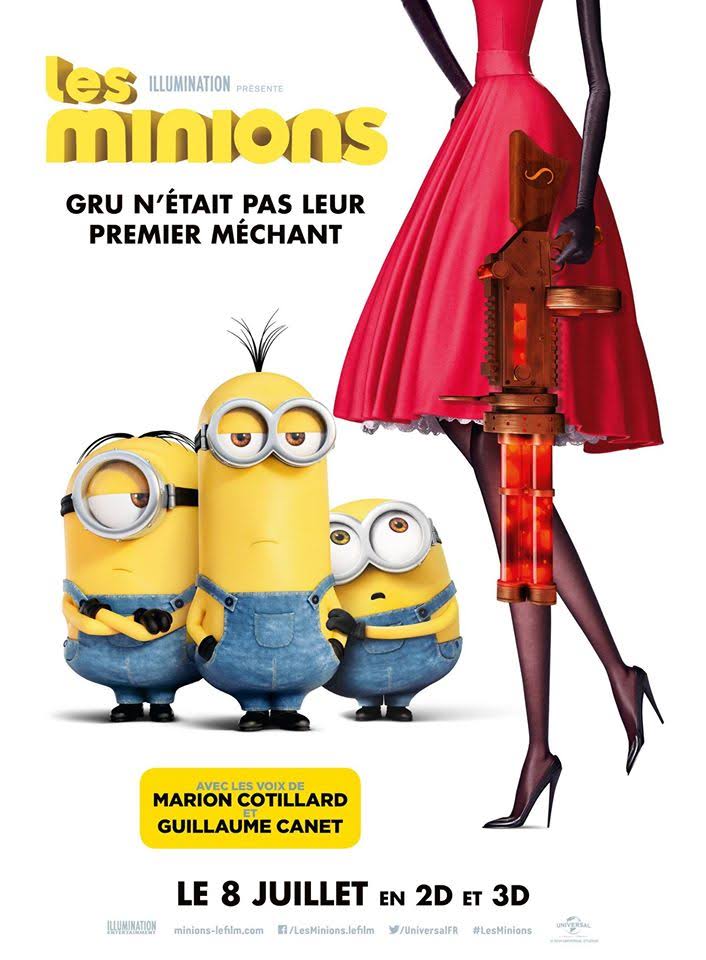 Les ILLUMINATION PRÉSENTE
minions
GRU N'ÉTAIT PAS LEUR
PREMIER MÉCHANT
S
AVEC LES VOIX DE
MARION COTILLARD
ET
GUILLAUME CANET
LE 8 JUILLET EN 2D ET 3D
ILLUMINATION
ENTERTAINMENT
minions-lefilm.com f/LesMinions.lefilm /UniversalFR #LesMinions
UNIVERSAL